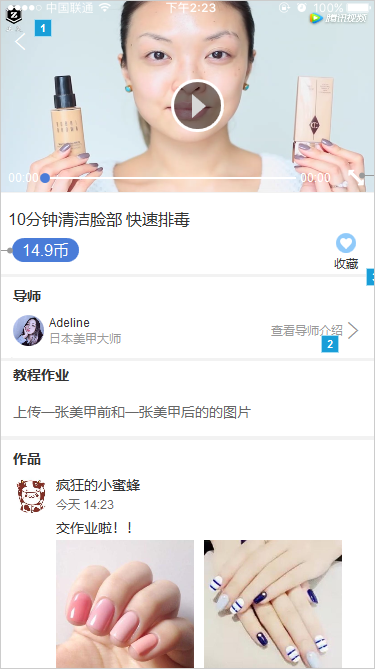 中国联通 下午2:23 100%
1
腾讯视频
00:00 00:00
10分钟清洁脸部 快速排毒
14.9币
收藏
导师
Adeline
日本美甲大师
查看导师介绍
2
教程作业
上传一张美甲前和一张美甲后的的图片
作品
疯狂的小蜜蜂
今天 14:23
交作业啦！！